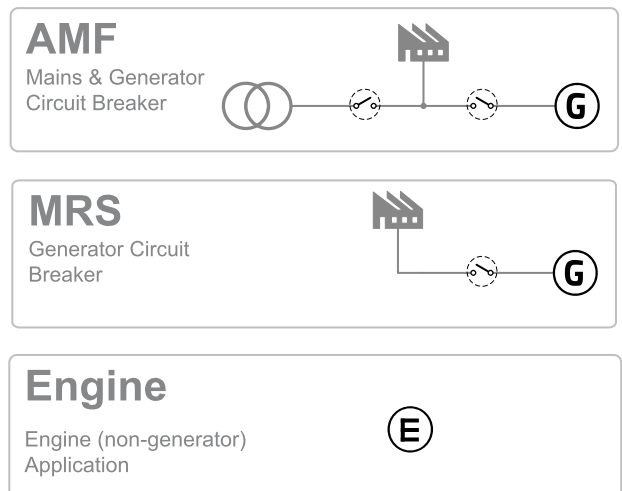 AMF
Mains & Generator
Circuit Breaker
G
MRS
Generator Circuit
Breaker
G
Engine
Engine (non-generator)
Application
E